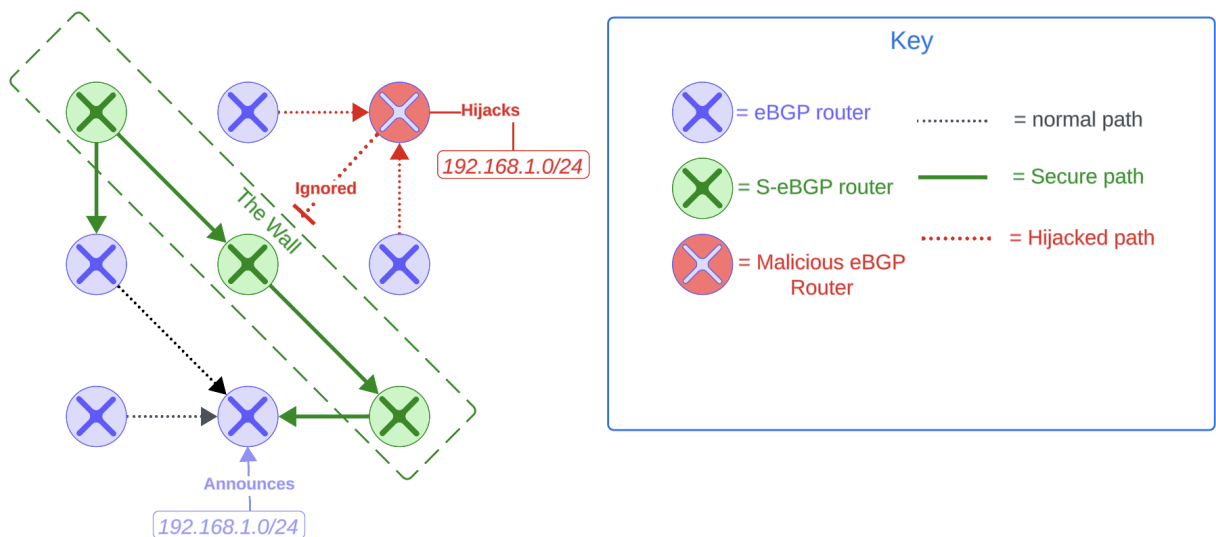 Hijacks
192.168.1.0/24
Ignored
The Wall
Announces
192.168.1.0/24
Key
= eBGP router
= normal path
= S-eBGP router
= Secure path
= Malicious eBGP
Router
= Hijacked path